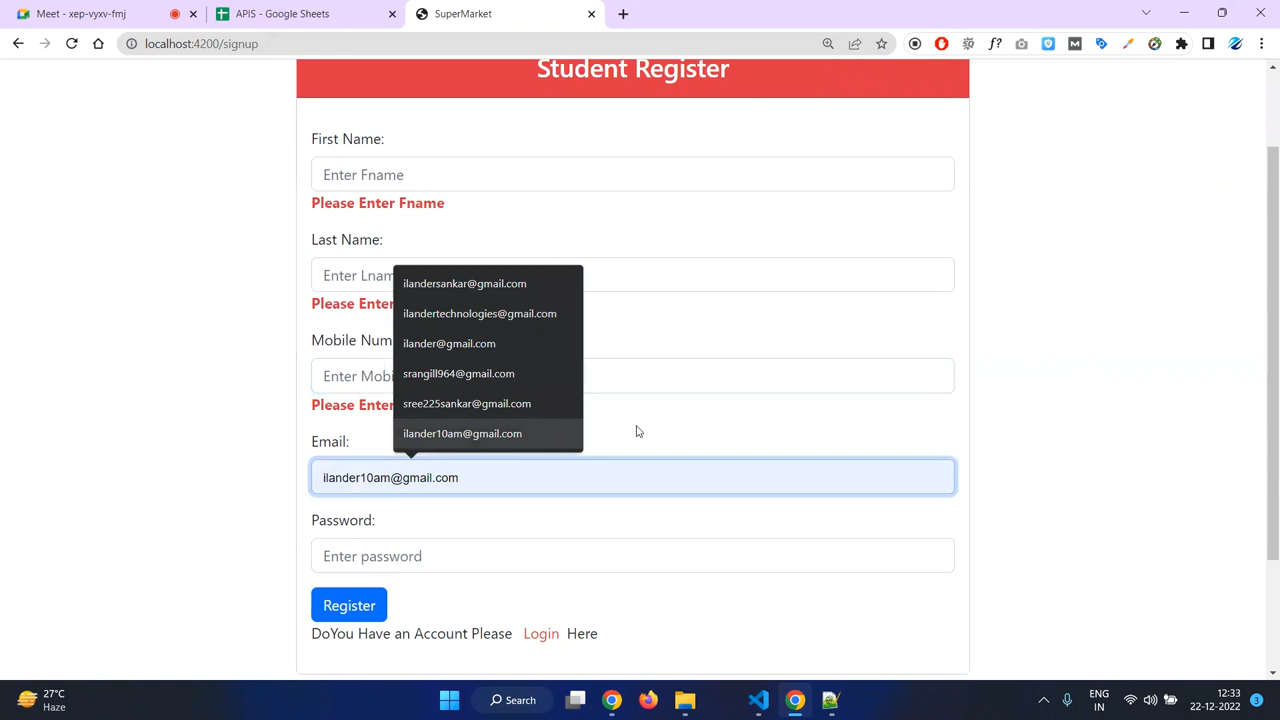 Meet - xep-vyxv-fmj
APIS - Google Sheets
SuperMarket
localhost:4200/signup
Student Register
First Name:
Enter Fname
Please Enter Fname
Last Name:
Enter Lnam
Please Enter
Mobile Num
Enter Mobi
Please Enter
ilandersankar@gmail.com
ilandertechnologies@gmail.com
ilander@gmail.com
srangill964@gmail.com
sree225sankar@gmail.com
ilander10am@gmail.com
Email:
ilander10am@gmail.com
Password:
Enter password
Register
DoYou Have an Account Please Login Here
27°C
Haze
Search
ENG
IN
12:33
22-12-2022
3